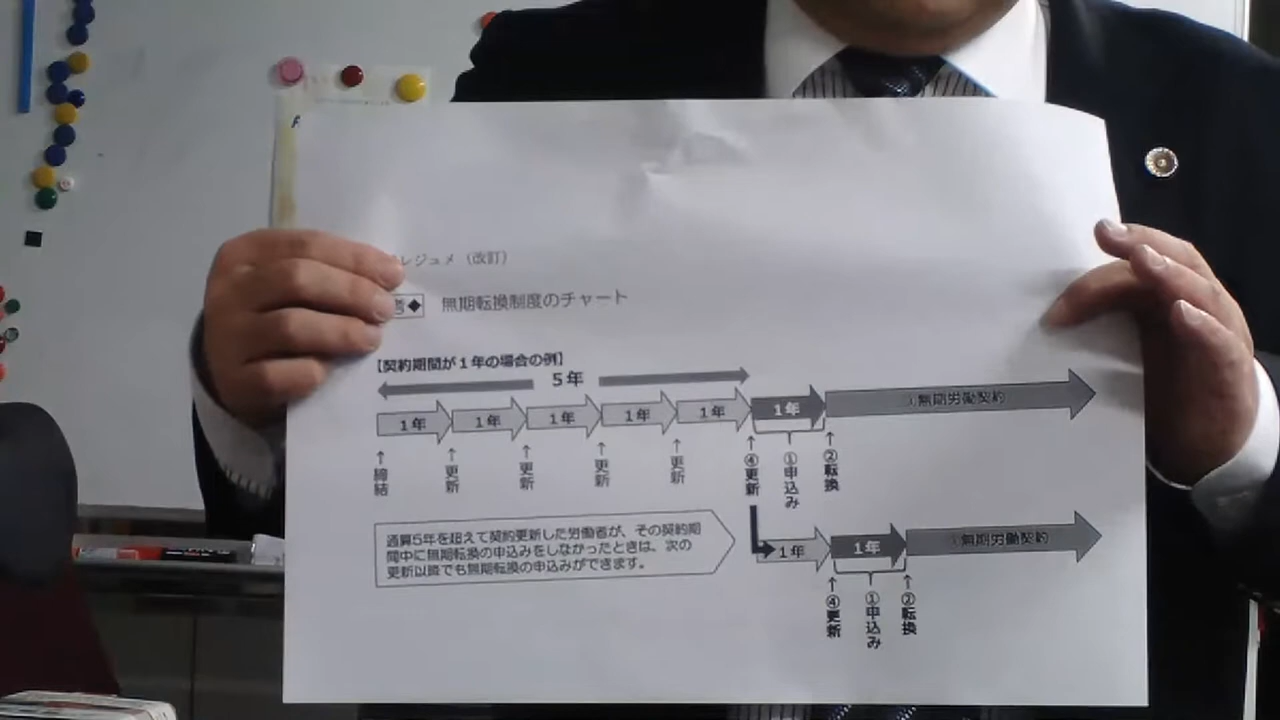 レジュメ（改訂）
◆ 無期転換制度のチャート
【契約期間が１年の場合の例】
５年
１年 １年 １年 １年 １年 １年 無期労働契約
↑締結 ↑更新 ↑更新 ↑更新 ↑更新 ↑④更新 ①申込み ↑②転換
通算5年を超えて契約更新した労働者が、その契約期
間中に無期転換の申込みをしなかったときは、次の
更新以降でも無期転換の申込みができます。
１年 １年 無期労働契約
↑④更新 ①申込み ↑②転換